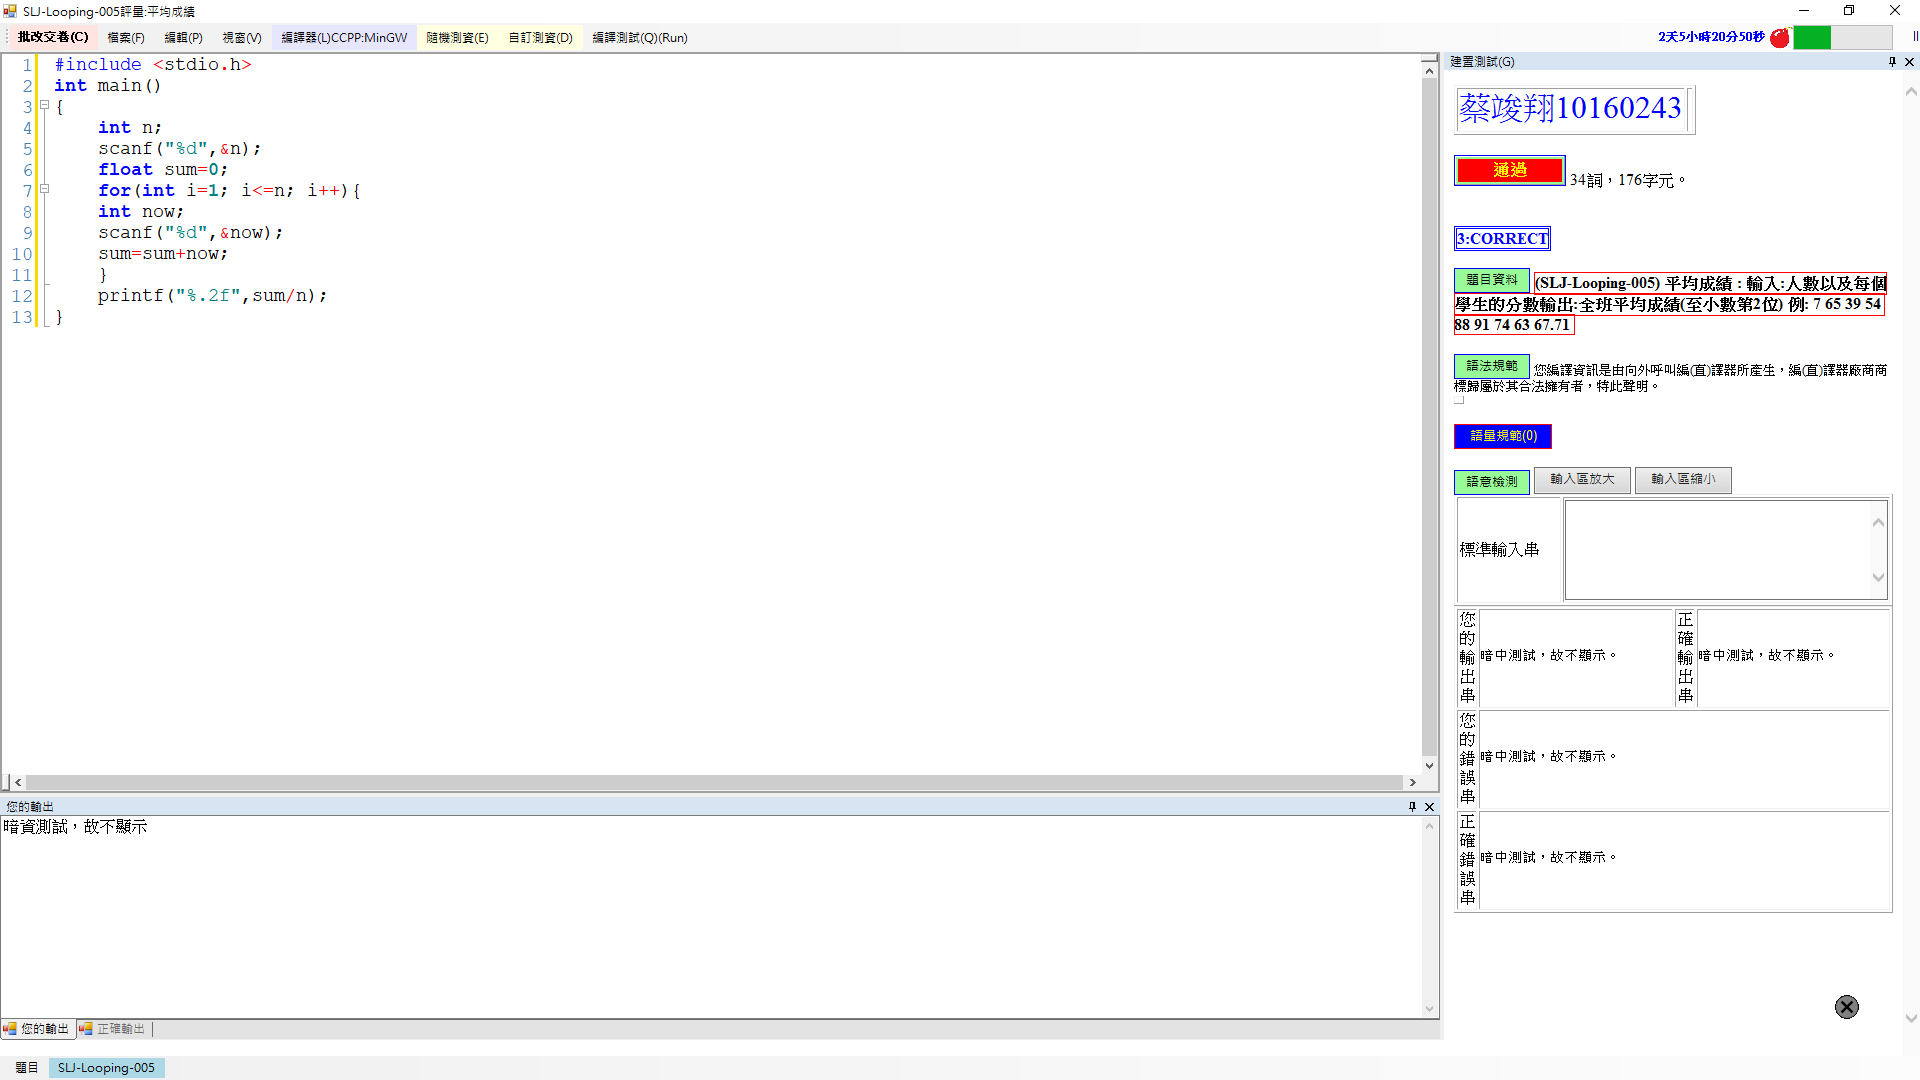 SLJ-Looping-005評量:平均成績
批改交卷(C) 檔案(F) 編輯(P) 視窗(V) 編譯器(L)CCPP:MinGW 隨機測資(E) 自訂測資(D) 編譯測試(Q)(Run) 2天5小時20分50秒
1 #include <stdio.h>
2 int main()
3 {
4 int n;
5 scanf("%d",&n);
6 float sum=0;
7 for(int i=1; i<=n; i++){
8 int now;
9 scanf("%d",&now);
10 sum=sum+now;
11 }
12 printf("%.2f",sum/n);
13 }
您的輸出
暗資測試，故不顯示
您的輸出 正確輸出
題目 SLJ-Looping-005
建置測試(G)
蔡竣翔10160243
通過 34詞，176字元。
3:CORRECT
題目資料 (SLJ-Looping-005) 平均成績 : 輸入:人數以及每個
學生的分數輸出:全班平均成績(至小數第2位) 例: 7 65 39 54
88 91 74 63 67.71
語法規範 您編譯資訊是由向外呼叫編(直)譯器所產生，編(直)譯器廠商商
標歸屬於其合法擁有者，特此聲明。
語量規範(0)
語意檢測 輸入區放大 輸入區縮小
標準輸入串
您的輸出串 暗中測試，故不顯示。 正確輸出串 暗中測試，故不顯示。
您的錯誤串 暗中測試，故不顯示。
正確錯誤串 暗中測試，故不顯示。